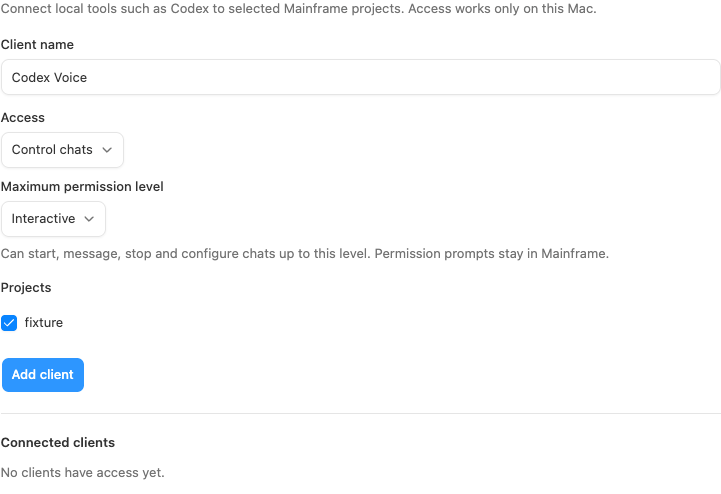 Connect local tools such as Codex to selected Mainframe projects. Access works only on this Mac.
Client name
Codex Voice
Access
Control chats
Maximum permission level
Interactive
Can start, message, stop and configure chats up to this level. Permission prompts stay in Mainframe.
Projects
fixture
Add client
Connected clients
No clients have access yet.